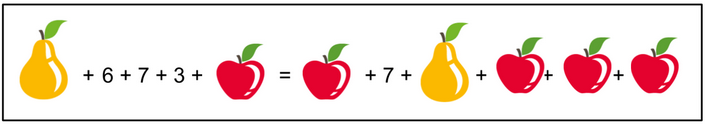 + 6 + 7 + 3 + = + 7 + + + +